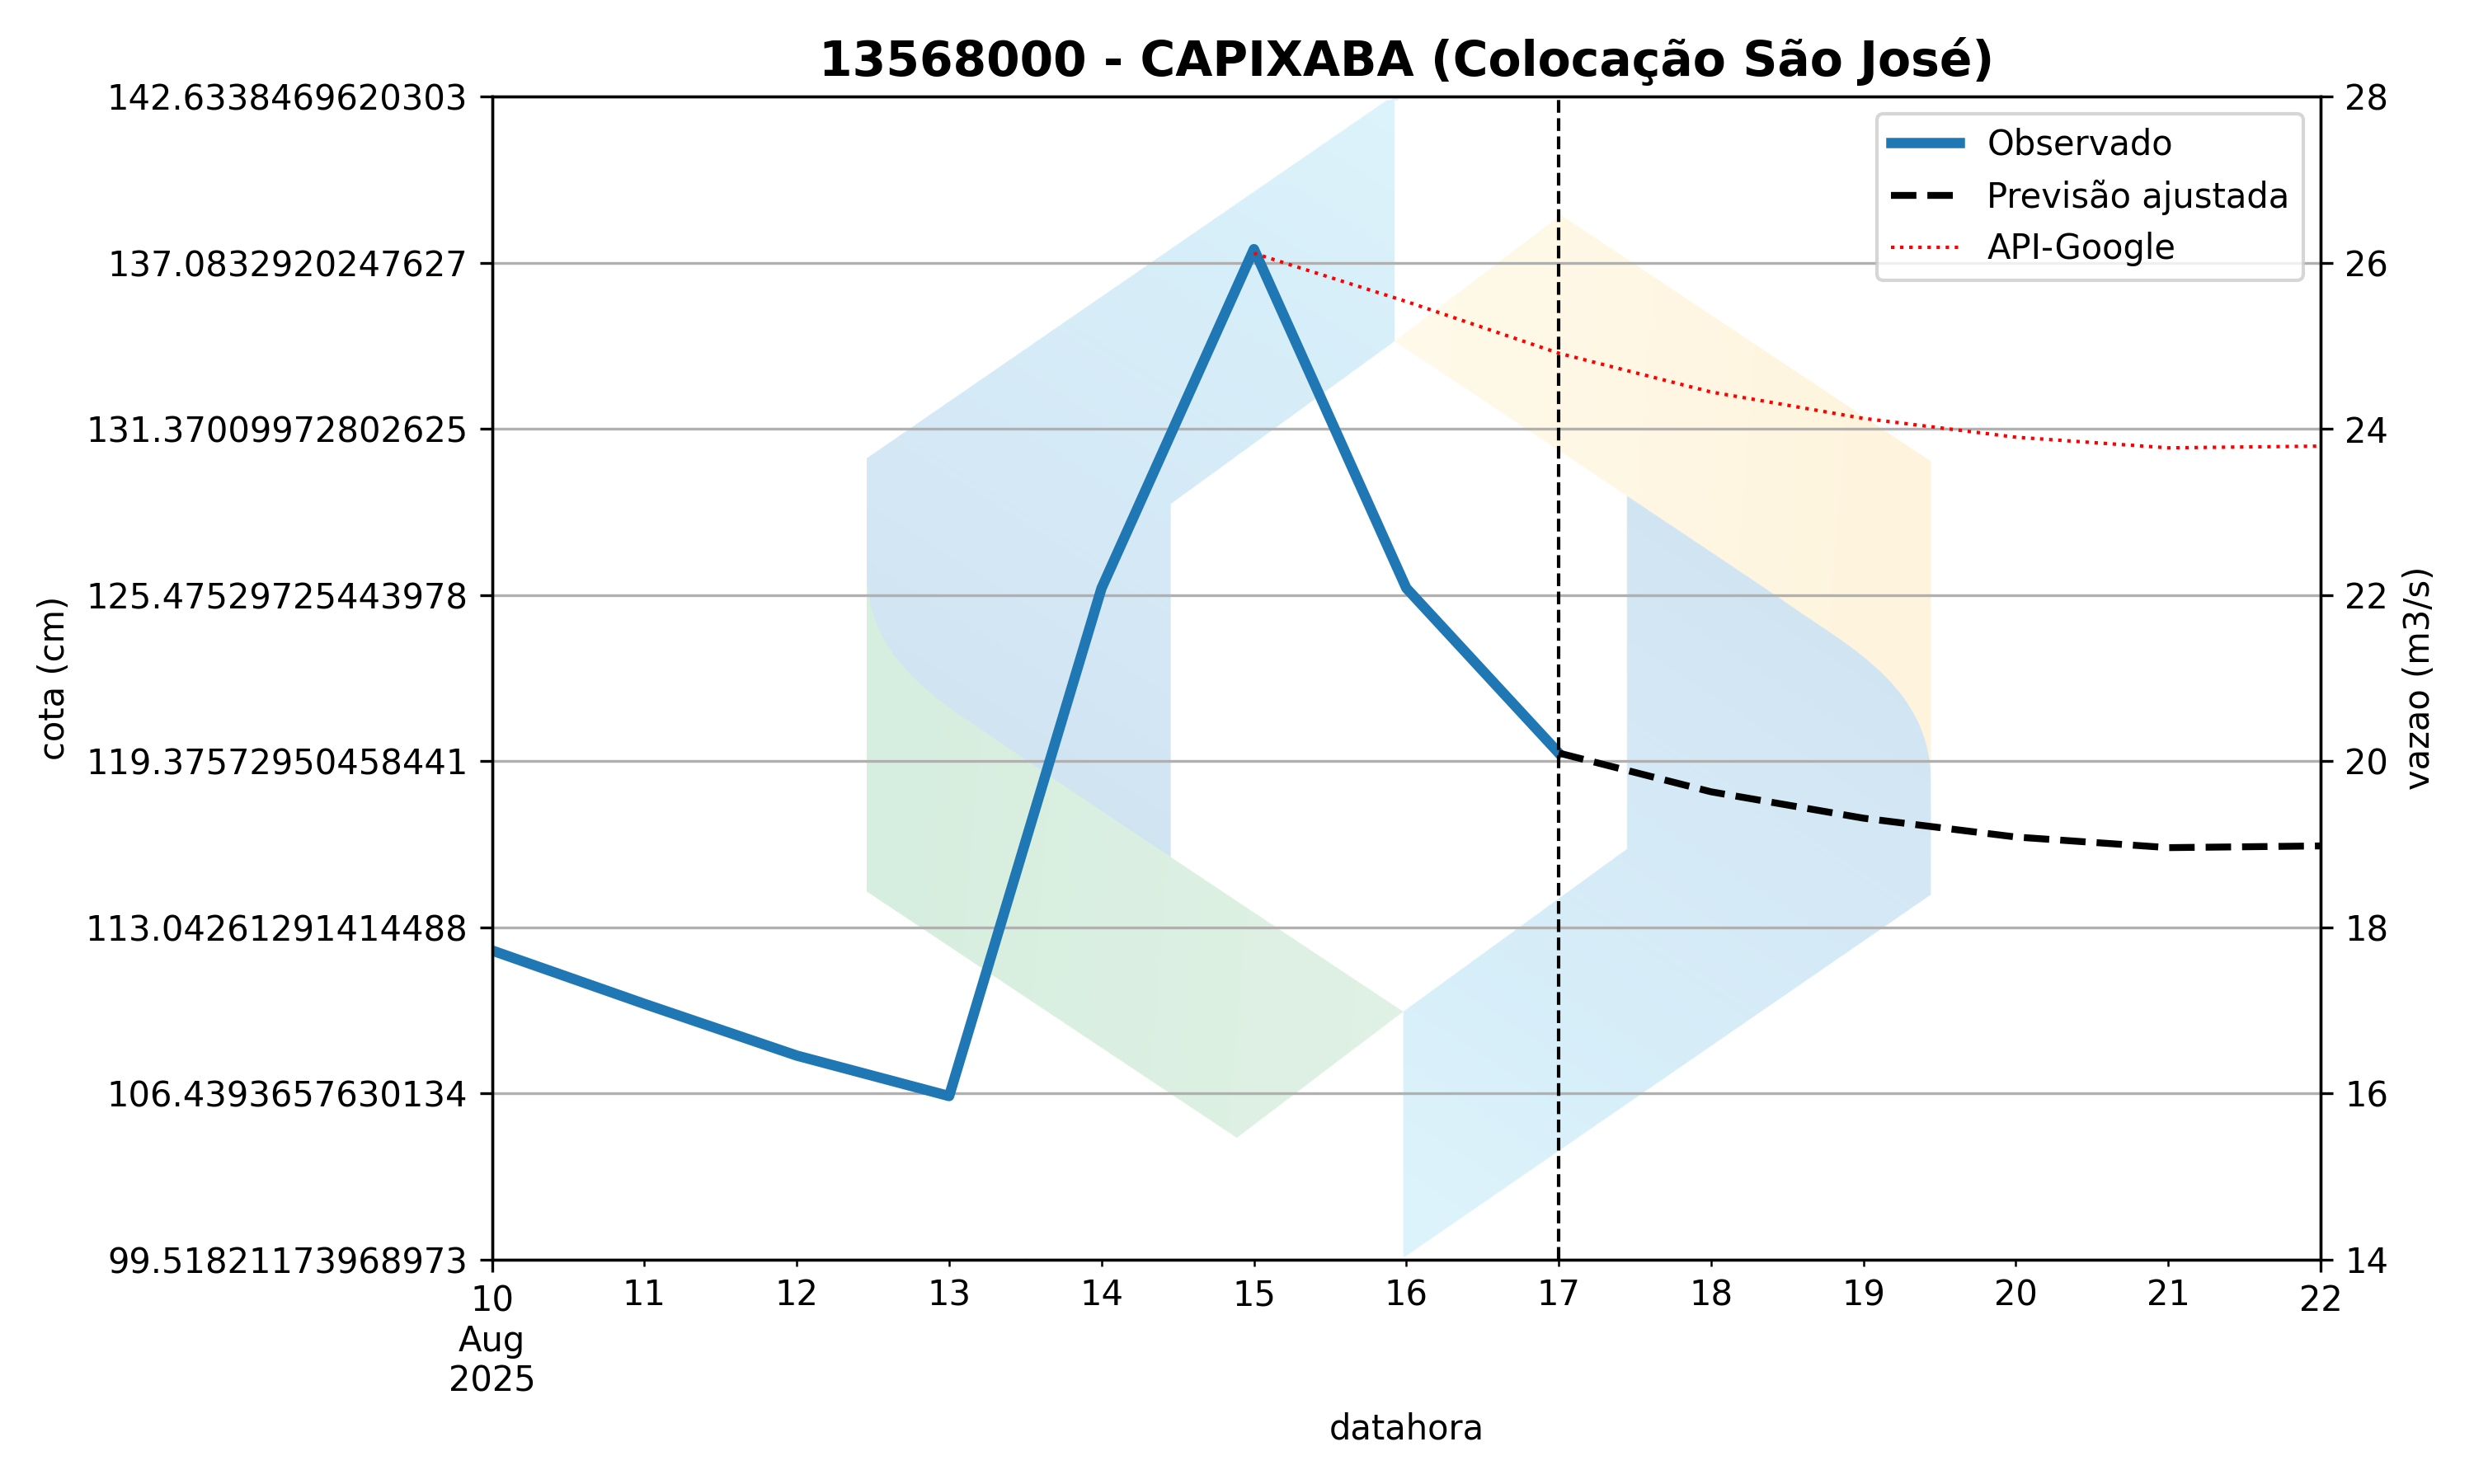 13568000 - CAPIXABA (Colocação São José)
142.6338469620303
137.0832920247627
131.37009972802625
125.47529725443978
119.37572950458441
113.04261291414488
106.4393657630134
99.51821173968973
cota (cm)
28
26
24
22
20
18
16
14
vazao (m3/s)
Observado
Previsão ajustada
API-Google
10 11 12 13 14 15 16 17 18 19 20 21 22
Aug
2025
datahora